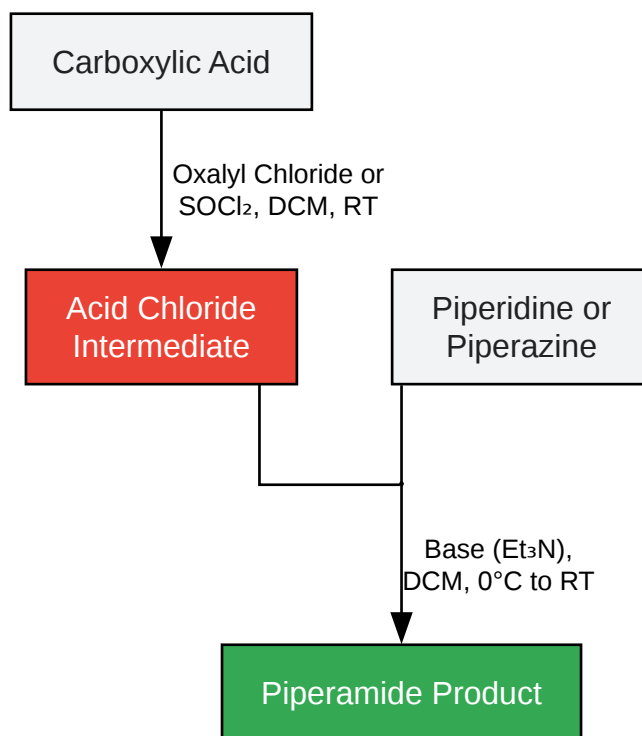 Carboxylic Acid
Oxalyl Chloride or
SOCl₂, DCM, RT
Acid Chloride
Intermediate
Piperidine or
Piperazine
Base (Et₃N),
DCM, 0°C to RT
Piperamide Product